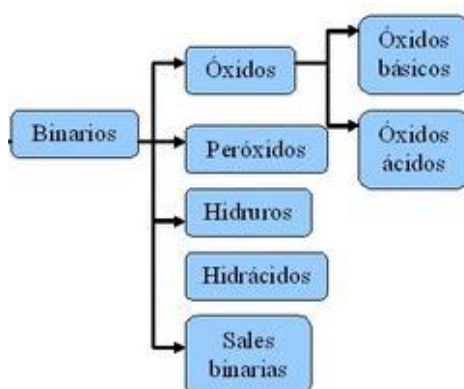 Binarios
Óxidos
Óxidos
básicos
Óxidos
ácidos
Peróxidos
Hidruros
Hidrácidos
Sales
binarias